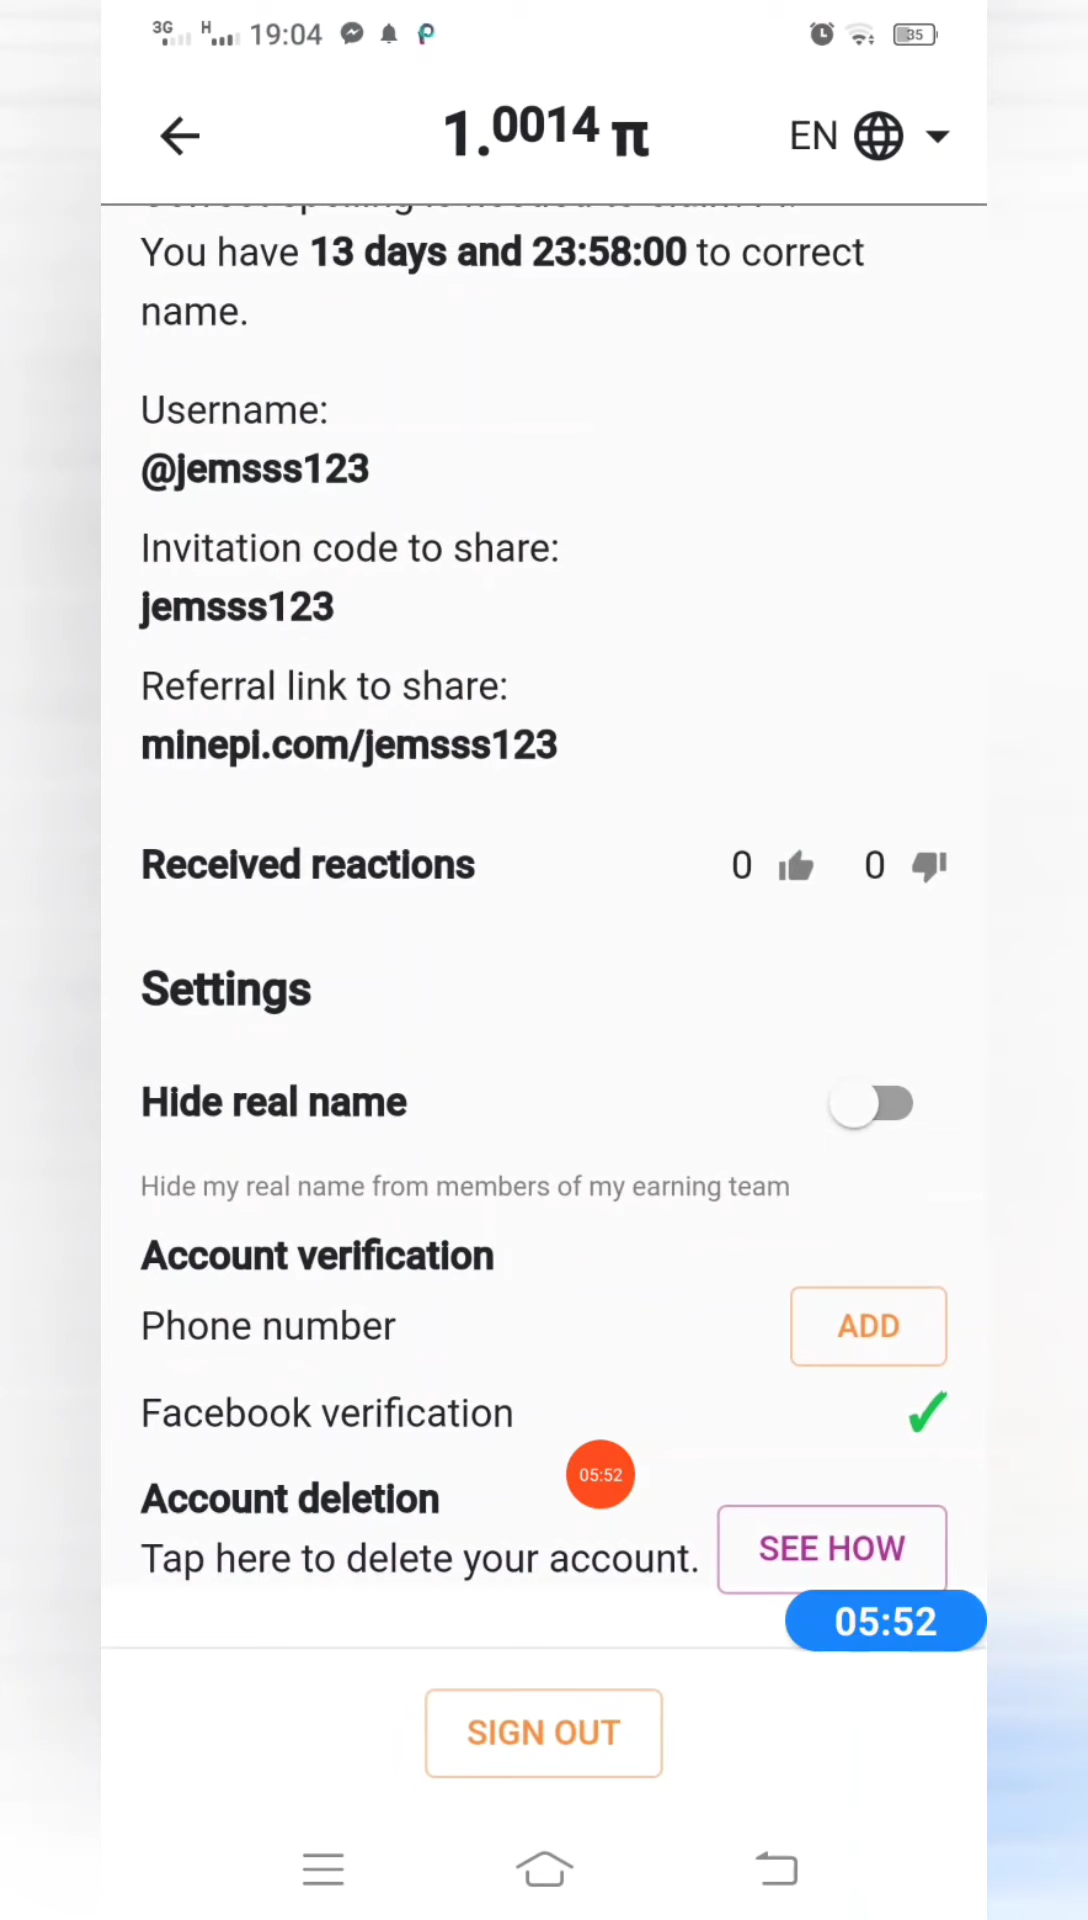 3G H 19:04 35
1.0014 π EN
You have 13 days and 23:58:00 to correct
name.
Username:
@jemsss123
Invitation code to share:
jemsss123
Referral link to share:
minepi.com/jemsss123
Received reactions 0 0
Settings
Hide real name
Hide my real name from members of my earning team
Account verification
Phone number ADD
Facebook verification
05:52
Account deletion
Tap here to delete your account. SEE HOW
05:52
SIGN OUT